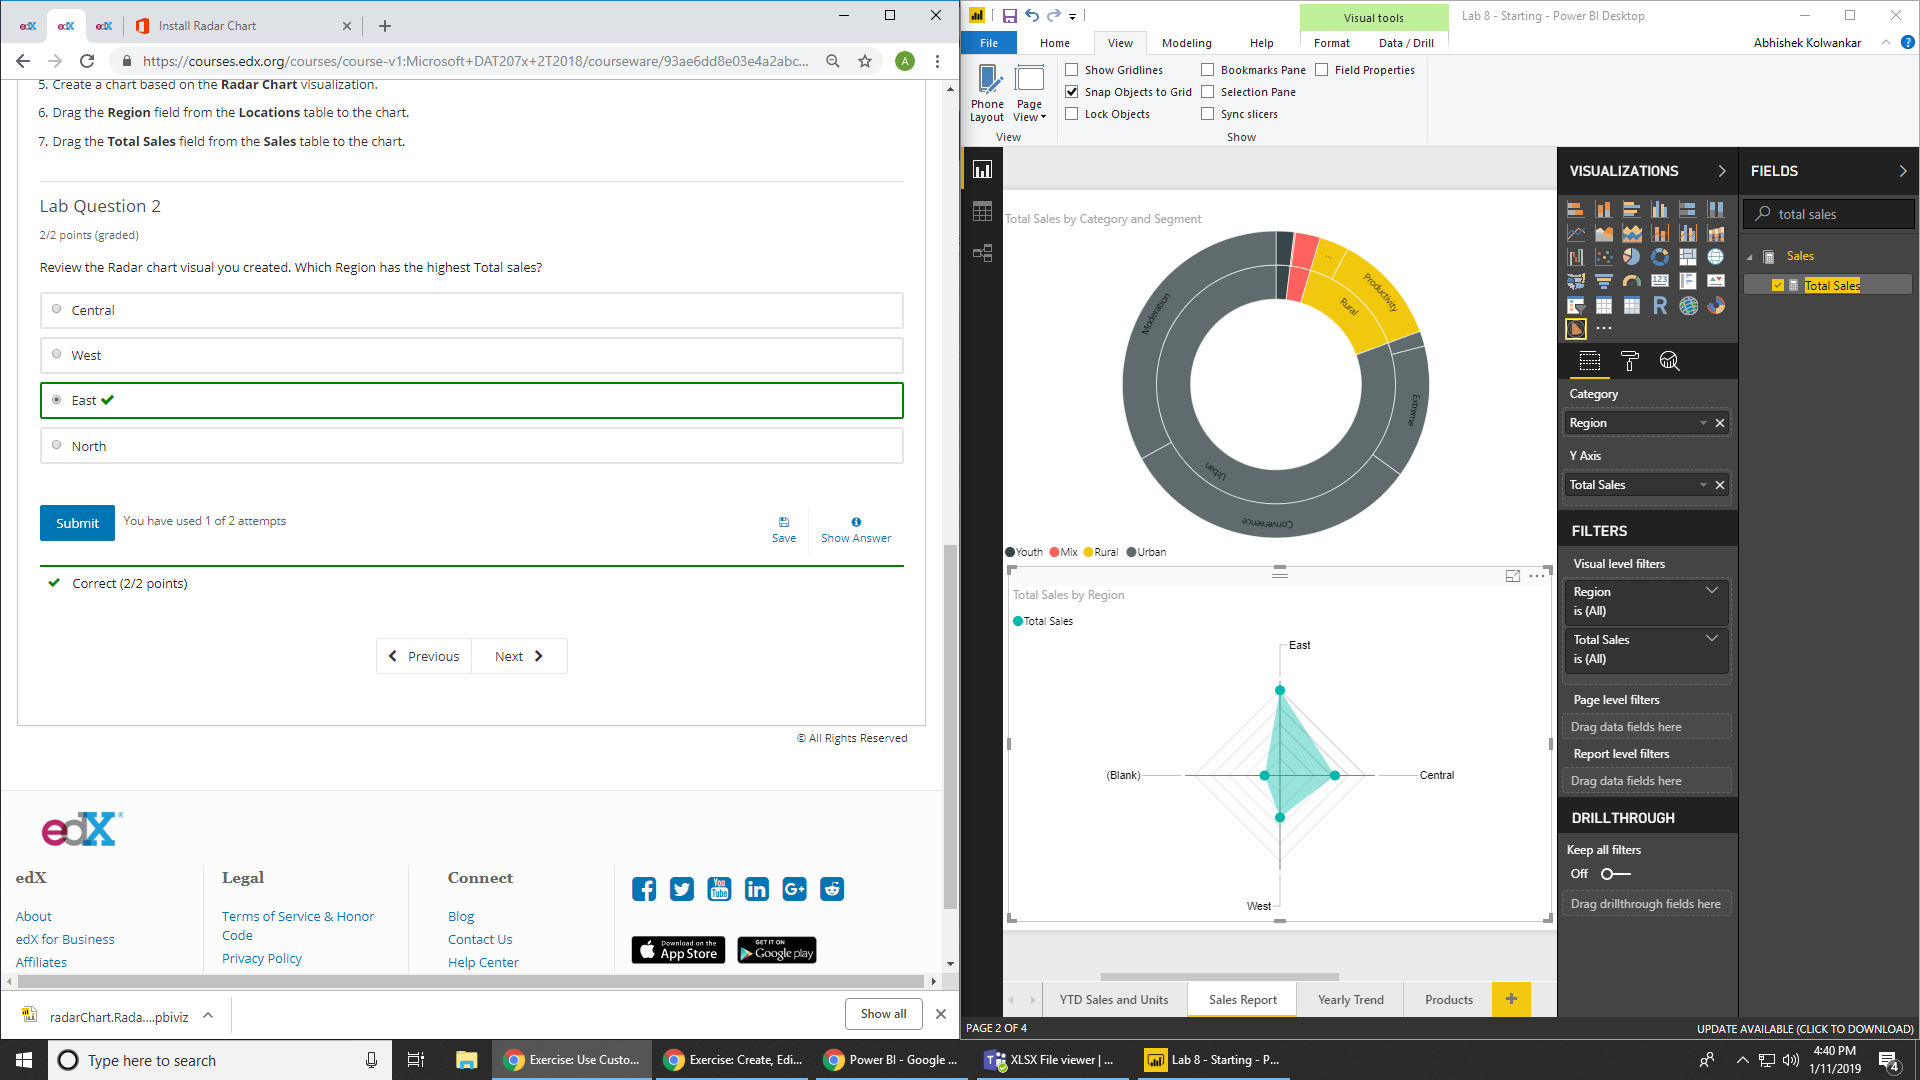 edX
edX
edX
Install Radar Chart
https://courses.edx.org/courses/course-v1:Microsoft+DAT207x+2T2018/courseware/93ae6dd8e03e4a2abc...
A
5. Create a chart based on the Radar Chart visualization.
6. Drag the Region field from the Locations table to the chart.
7. Drag the Total Sales field from the Sales table to the chart.
Lab Question 2
2/2 points (graded)
Review the Radar chart visual you created. Which Region has the highest Total sales?
Central
West
East
North
Submit
You have used 1 of 2 attempts
Save
Show Answer
Correct (2/2 points)
Previous
Next
© All Rights Reserved
edX
edX
About
edX for Business
Affiliates
Legal
Terms of Service & Honor
Code
Privacy Policy
Connect
Blog
Contact Us
Help Center
You
Tube
in
G+
Download on the
App Store
GET IT ON
Google play
radarChart.Rada....pbiviz
Show all
Visual tools
Lab 8 - Starting - Power BI Desktop
File
Home
View
Modeling
Help
Format
Data / Drill
Abhishek Kolwankar
?
Phone
Layout
Page
View
Show Gridlines
Snap Objects to Grid
Lock Objects
Bookmarks Pane
Selection Pane
Sync slicers
Field Properties
View
Show
Total Sales by Category and Segment
Moderation
...
Productivity
Rural
Extreme
Urban
Convenience
Youth
Mix
Rural
Urban
Total Sales by Region
Total Sales
East
(Blank)
Central
West
VISUALIZATIONS
123
R
Category
Region
Y Axis
Total Sales
FILTERS
Visual level filters
Region
is (All)
Total Sales
is (All)
Page level filters
Drag data fields here
Report level filters
Drag data fields here
DRILLTHROUGH
Keep all filters
Off
Drag drillthrough fields here
FIELDS
total sales
Sales
Total Sales
YTD Sales and Units
Sales Report
Yearly Trend
Products
+
PAGE 2 OF 4
UPDATE AVAILABLE (CLICK TO DOWNLOAD)
Type here to search
Exercise: Use Custo...
Exercise: Create, Edi...
Power BI - Google ...
XLSX File viewer | ...
Lab 8 - Starting - P...
4:40 PM
1/11/2019
4